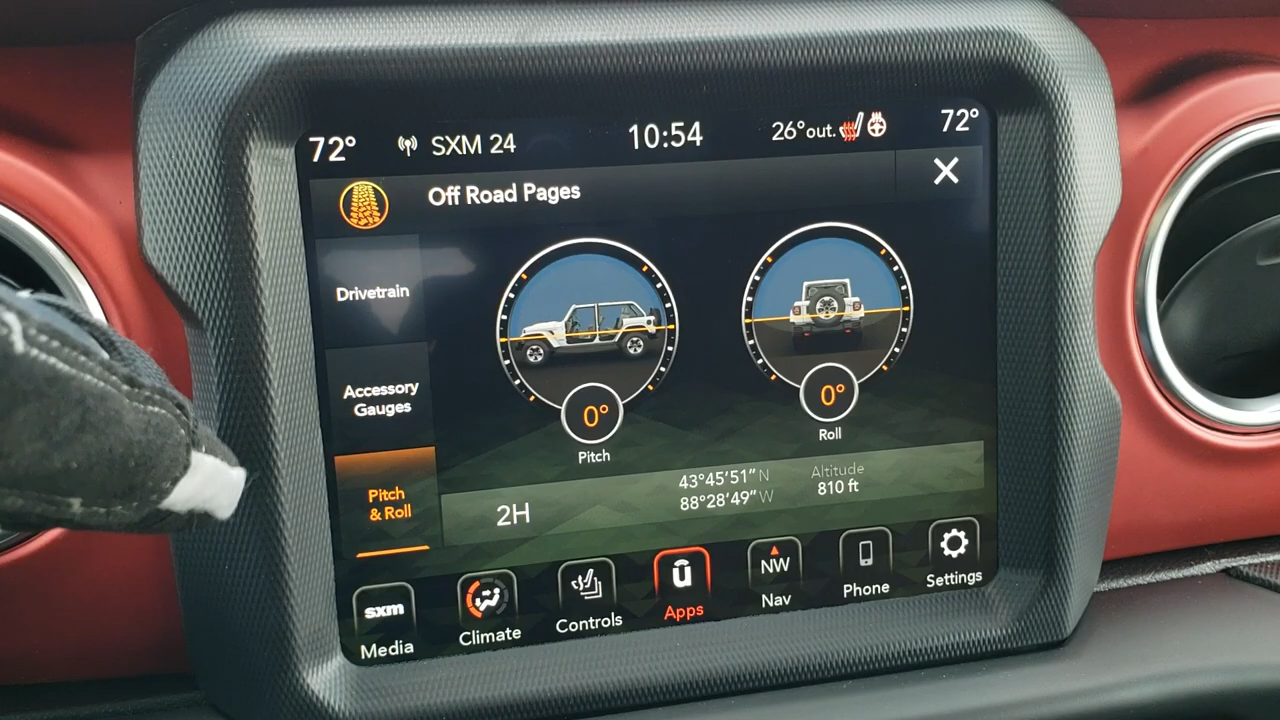 72° SXM 24 10:54 26°out. 72°
Off Road Pages
Drivetrain
Accessory
Gauges
Pitch
& Roll
0°
Pitch
0°
Roll
2H
43°45'51" N
88°28'49" W
Altitude
810 ft
sxm
Media
Climate
Controls
ū
Apps
NW
Nav
Phone
Settings